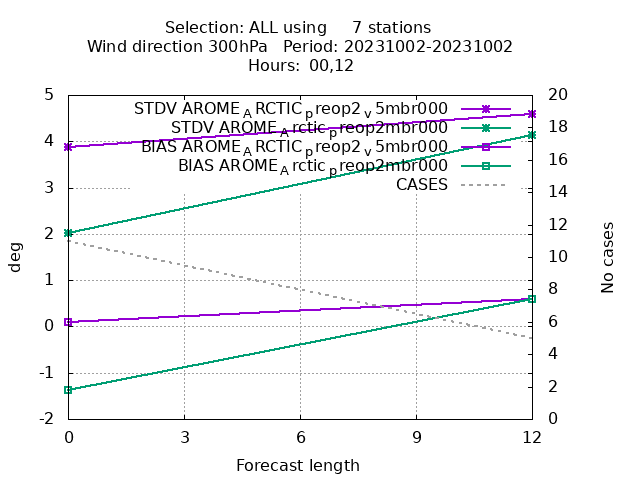 Selection: ALL using 7 stations
Wind direction 300hPa Period: 20231002-20231002
Hours: 00,12
5
4
3
2
1
0
-1
-2
deg
STDV AROME_ARCTIC_preop2_v5mbr000
STDV AROME_Arctic_preop2mbr000
BIAS AROME_ARCTIC_preop2_v5mbr000
BIAS AROME_Arctic_preop2mbr000
CASES
20
18
16
14
12
10
8
6
4
2
0
No cases
0 3 6 9 12
Forecast length